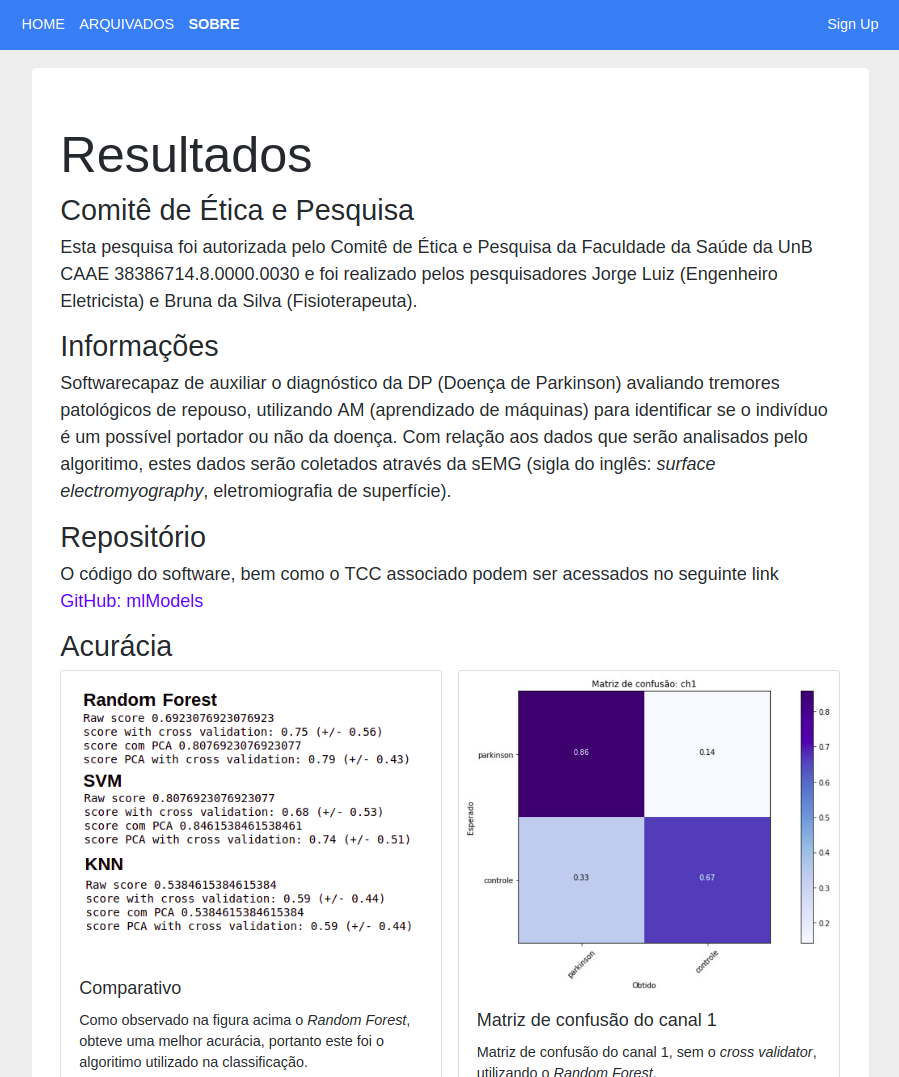 HOME ARQUIVADOS SOBRE Sign Up
Resultados
Comitê de Ética e Pesquisa
Esta pesquisa foi autorizada pelo Comitê de Ética e Pesquisa da Faculdade da Saúde da UnB
CAAE 38386714.8.0000.0030 e foi realizado pelos pesquisadores Jorge Luiz (Engenheiro
Eletricista) e Bruna da Silva (Fisioterapeuta).
Informações
Softwarecapaz de auxiliar o diagnóstico da DP (Doença de Parkinson) avaliando tremores
patológicos de repouso, utilizando AM (aprendizado de máquinas) para identificar se o indivíduo
é um possível portador ou não da doença. Com relação aos dados que serão analisados pelo
algoritimo, estes dados serão coletados através da sEMG (sigla do inglês: surface
electromyography, eletromiografia de superfície).
Repositório
O código do software, bem como o TCC associado podem ser acessados no seguinte link
GitHub: mlModels
Acurácia
Random Forest
Raw score 0.6923076923076923
score with cross validation: 0.75 (+/- 0.56)
score com PCA 0.8076923076923077
score PCA with cross validation: 0.79 (+/- 0.43)
SVM
Raw score 0.8076923076923077
score with cross validation: 0.68 (+/- 0.53)
score com PCA 0.8461538461538461
score PCA with cross validation: 0.74 (+/- 0.51)
KNN
Raw score 0.5384615384615384
score with cross validation: 0.59 (+/- 0.44)
score com PCA 0.5384615384615384
score PCA with cross validation: 0.59 (+/- 0.44)
Comparativo
Como observado na figura acima o Random Forest,
obteve uma melhor acurácia, portanto este foi o
algoritimo utilizado na classificação.
Matriz de confusão: ch1
Esperado
parkinson
0.86
0.14
controle
0.33
0.67
parkinson
controle
Obtido
0.8
0.7
0.6
0.5
0.4
0.3
0.2
Matriz de confusão do canal 1
Matriz de confusão do canal 1, sem o cross validator,
utilizando o Random Forest.